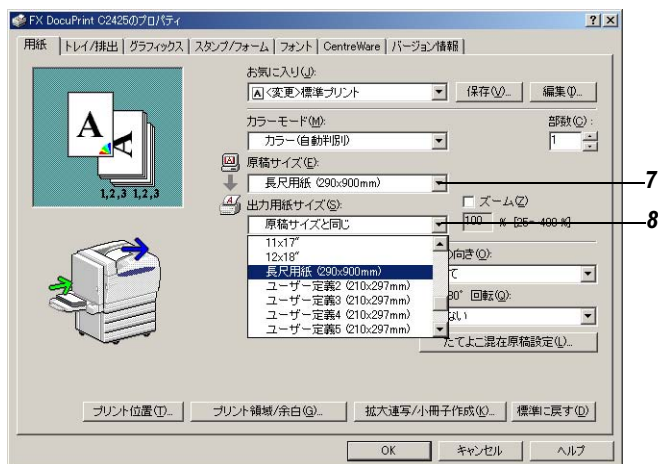 FX DocuPrint C2425のプロパティ
用紙 トレイ/排出 グラフィックス スタンプ/フォーム フォント CentreWare バージョン情報
お気に入り(J):
A <変更>標準プリント 保存(V)... 編集(I)...
カラーモード(M): 部数(C):
カラー(自動判別) 1
原稿サイズ(E):
長尺用紙 (290x900mm) 7
出力用紙サイズ(S): ズーム(Z)
原稿サイズと同じ 100 % [25~400 %] 8
11x17"
12x18"
長尺用紙 (290x900mm)
ユーザー定義2 (210x297mm)
ユーザー定義3 (210x297mm)
ユーザー定義4 (210x297mm)
ユーザー定義5 (210x297mm)
の向き(O):
て
80° 回転(Q):
ない
たてよこ混在原稿設定(L)...
A A
1,2,3 1,2,3
プリント位置(T)... プリント領域/余白(G)... 拡大連写/小冊子作成(K)... 標準に戻す(D)
OK キャンセル ヘルプ